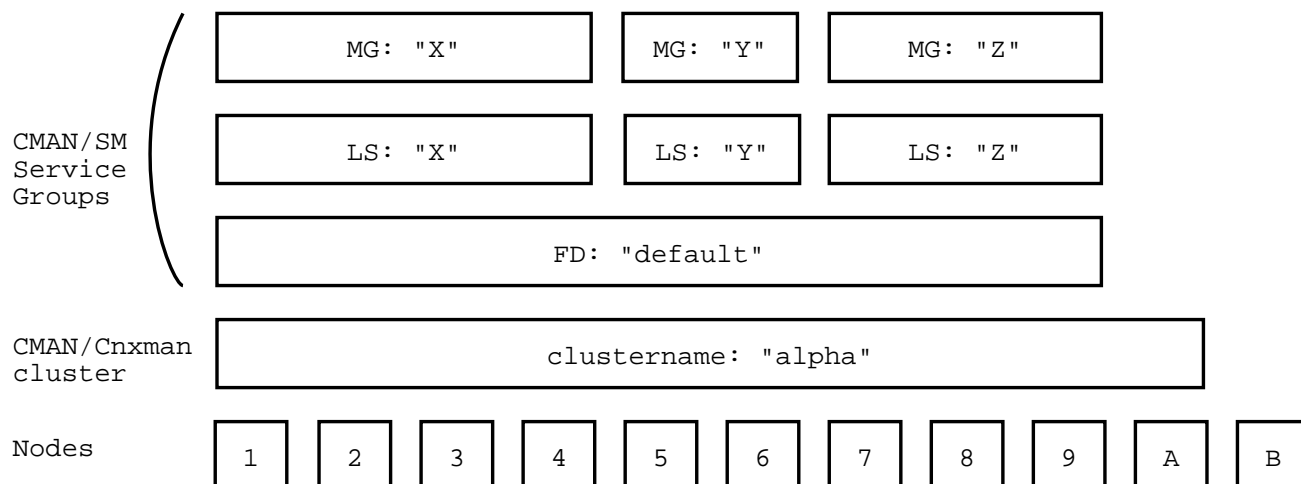 MG: "X" MG: "Y" MG: "Z"
CMAN/SM
Service
Groups
LS: "X" LS: "Y" LS: "Z"
FD: "default"
CMAN/Cnxman
cluster
clustername: "alpha"
Nodes 1 2 3 4 5 6 7 8 9 A B